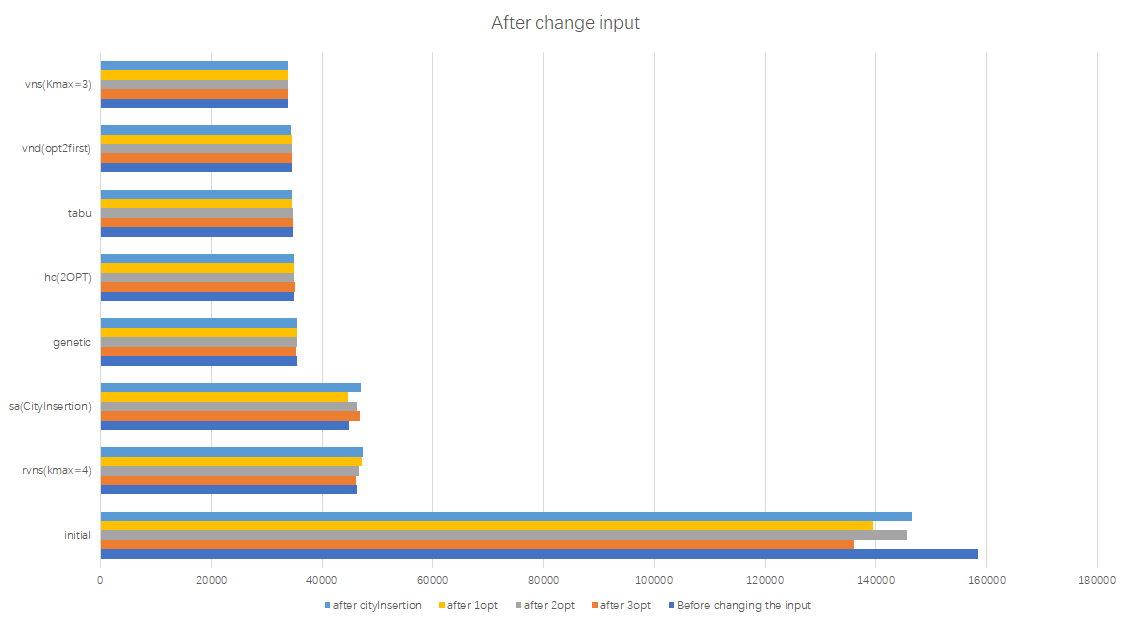 After change input
vns(Kmax=3)
vnd(opt2first)
tabu
hc(2OPT)
genetic
sa(CityInsertion)
rvns(kmax=4)
initial
0 20000 40000 60000 80000 100000 120000 140000 160000 180000
after cityInsertion after 1opt after 2opt after 3opt Before changing the input